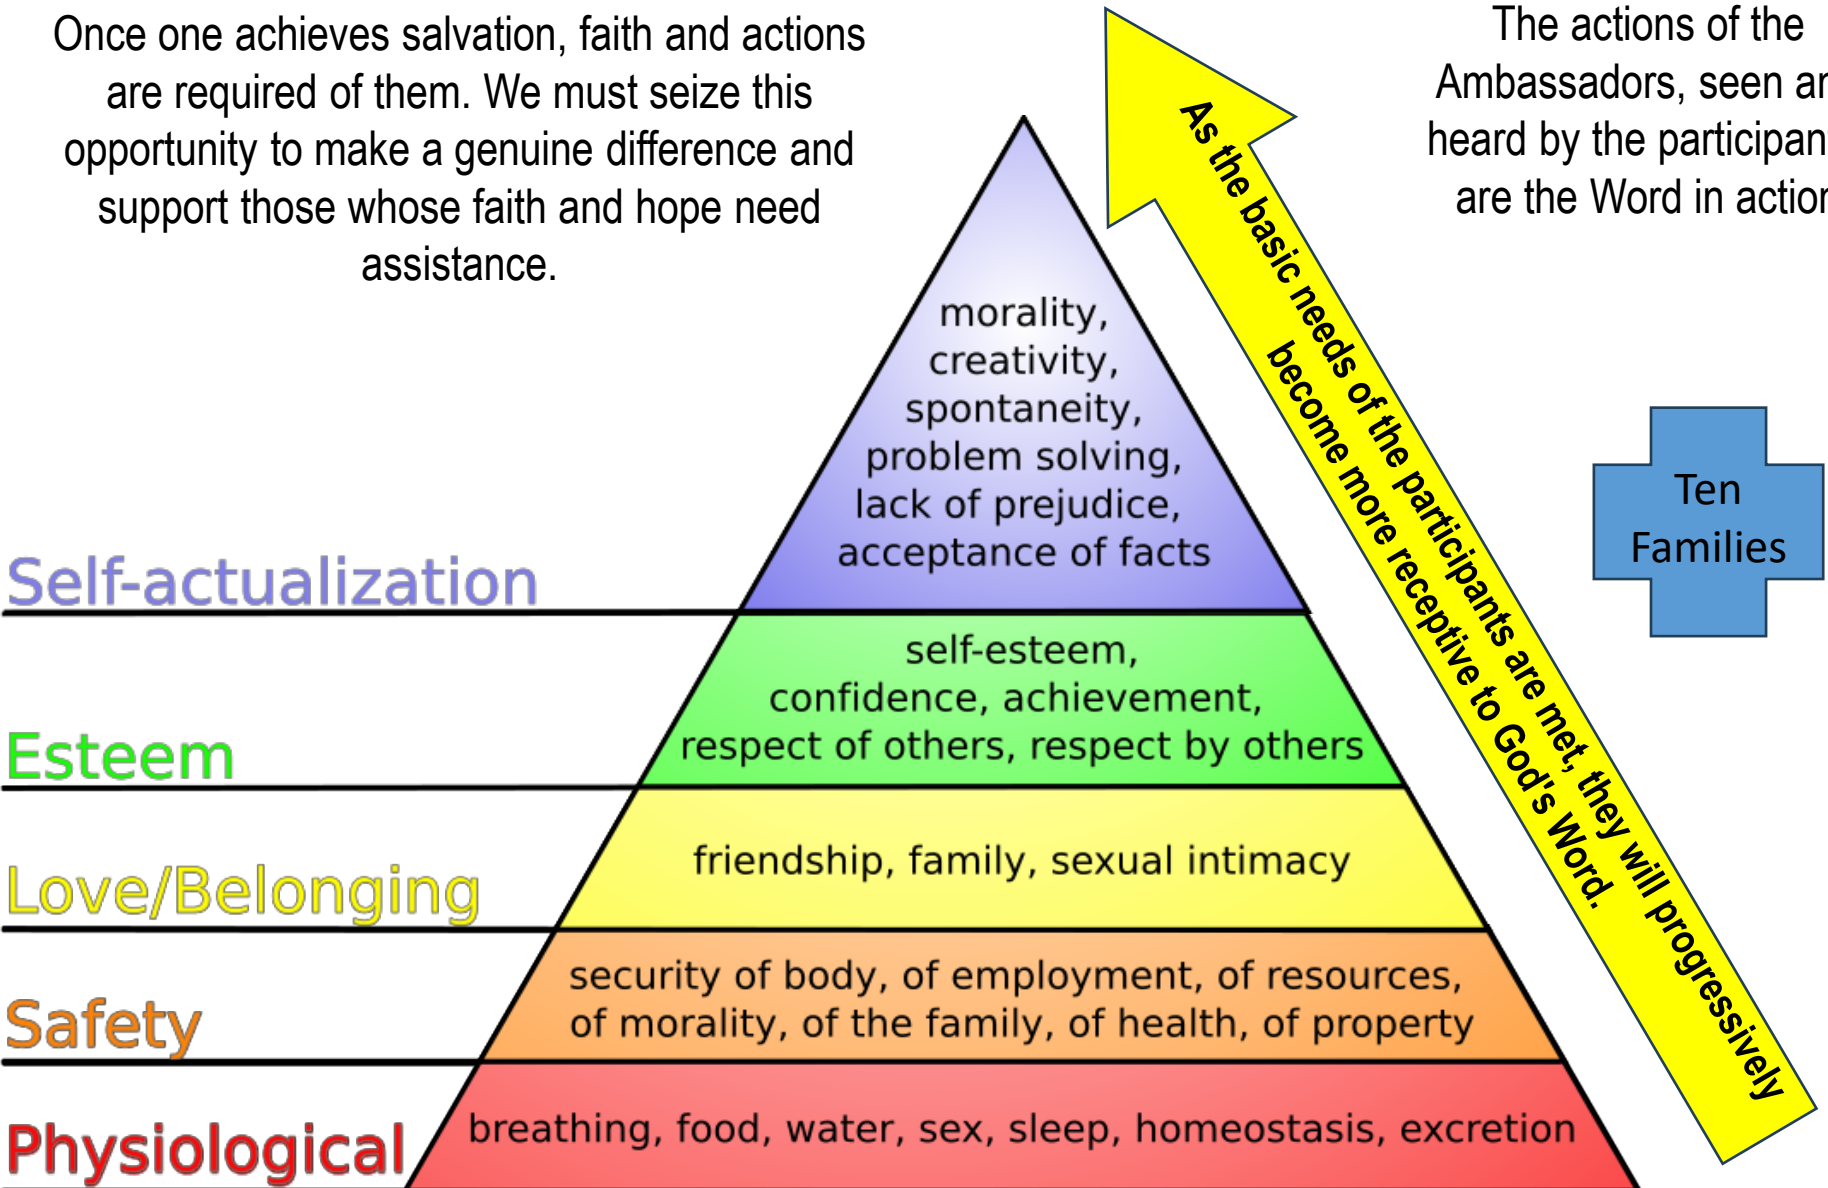 Once one achieves salvation, faith and actions
are required of them. We must seize this
opportunity to make a genuine difference and
support those whose faith and hope need
assistance.
The actions of the
Ambassadors, seen
heard by the
are the Word in
As the basic needs of the participants are met, they will progressively
become more receptive to God's Word.
Ten
Families
morality,
creativity,
spontaneity,
problem solving,
lack of prejudice,
acceptance of facts
Self-actualization
self-esteem,
confidence, achievement,
respect of others, respect by others
Esteem
friendship, family, sexual intimacy
Love/Belonging
security of body, of employment, of resources,
of morality, of the family, of health, of property
Safety
breathing, food, water, sex, sleep, homeostasis, excretion
Physiological